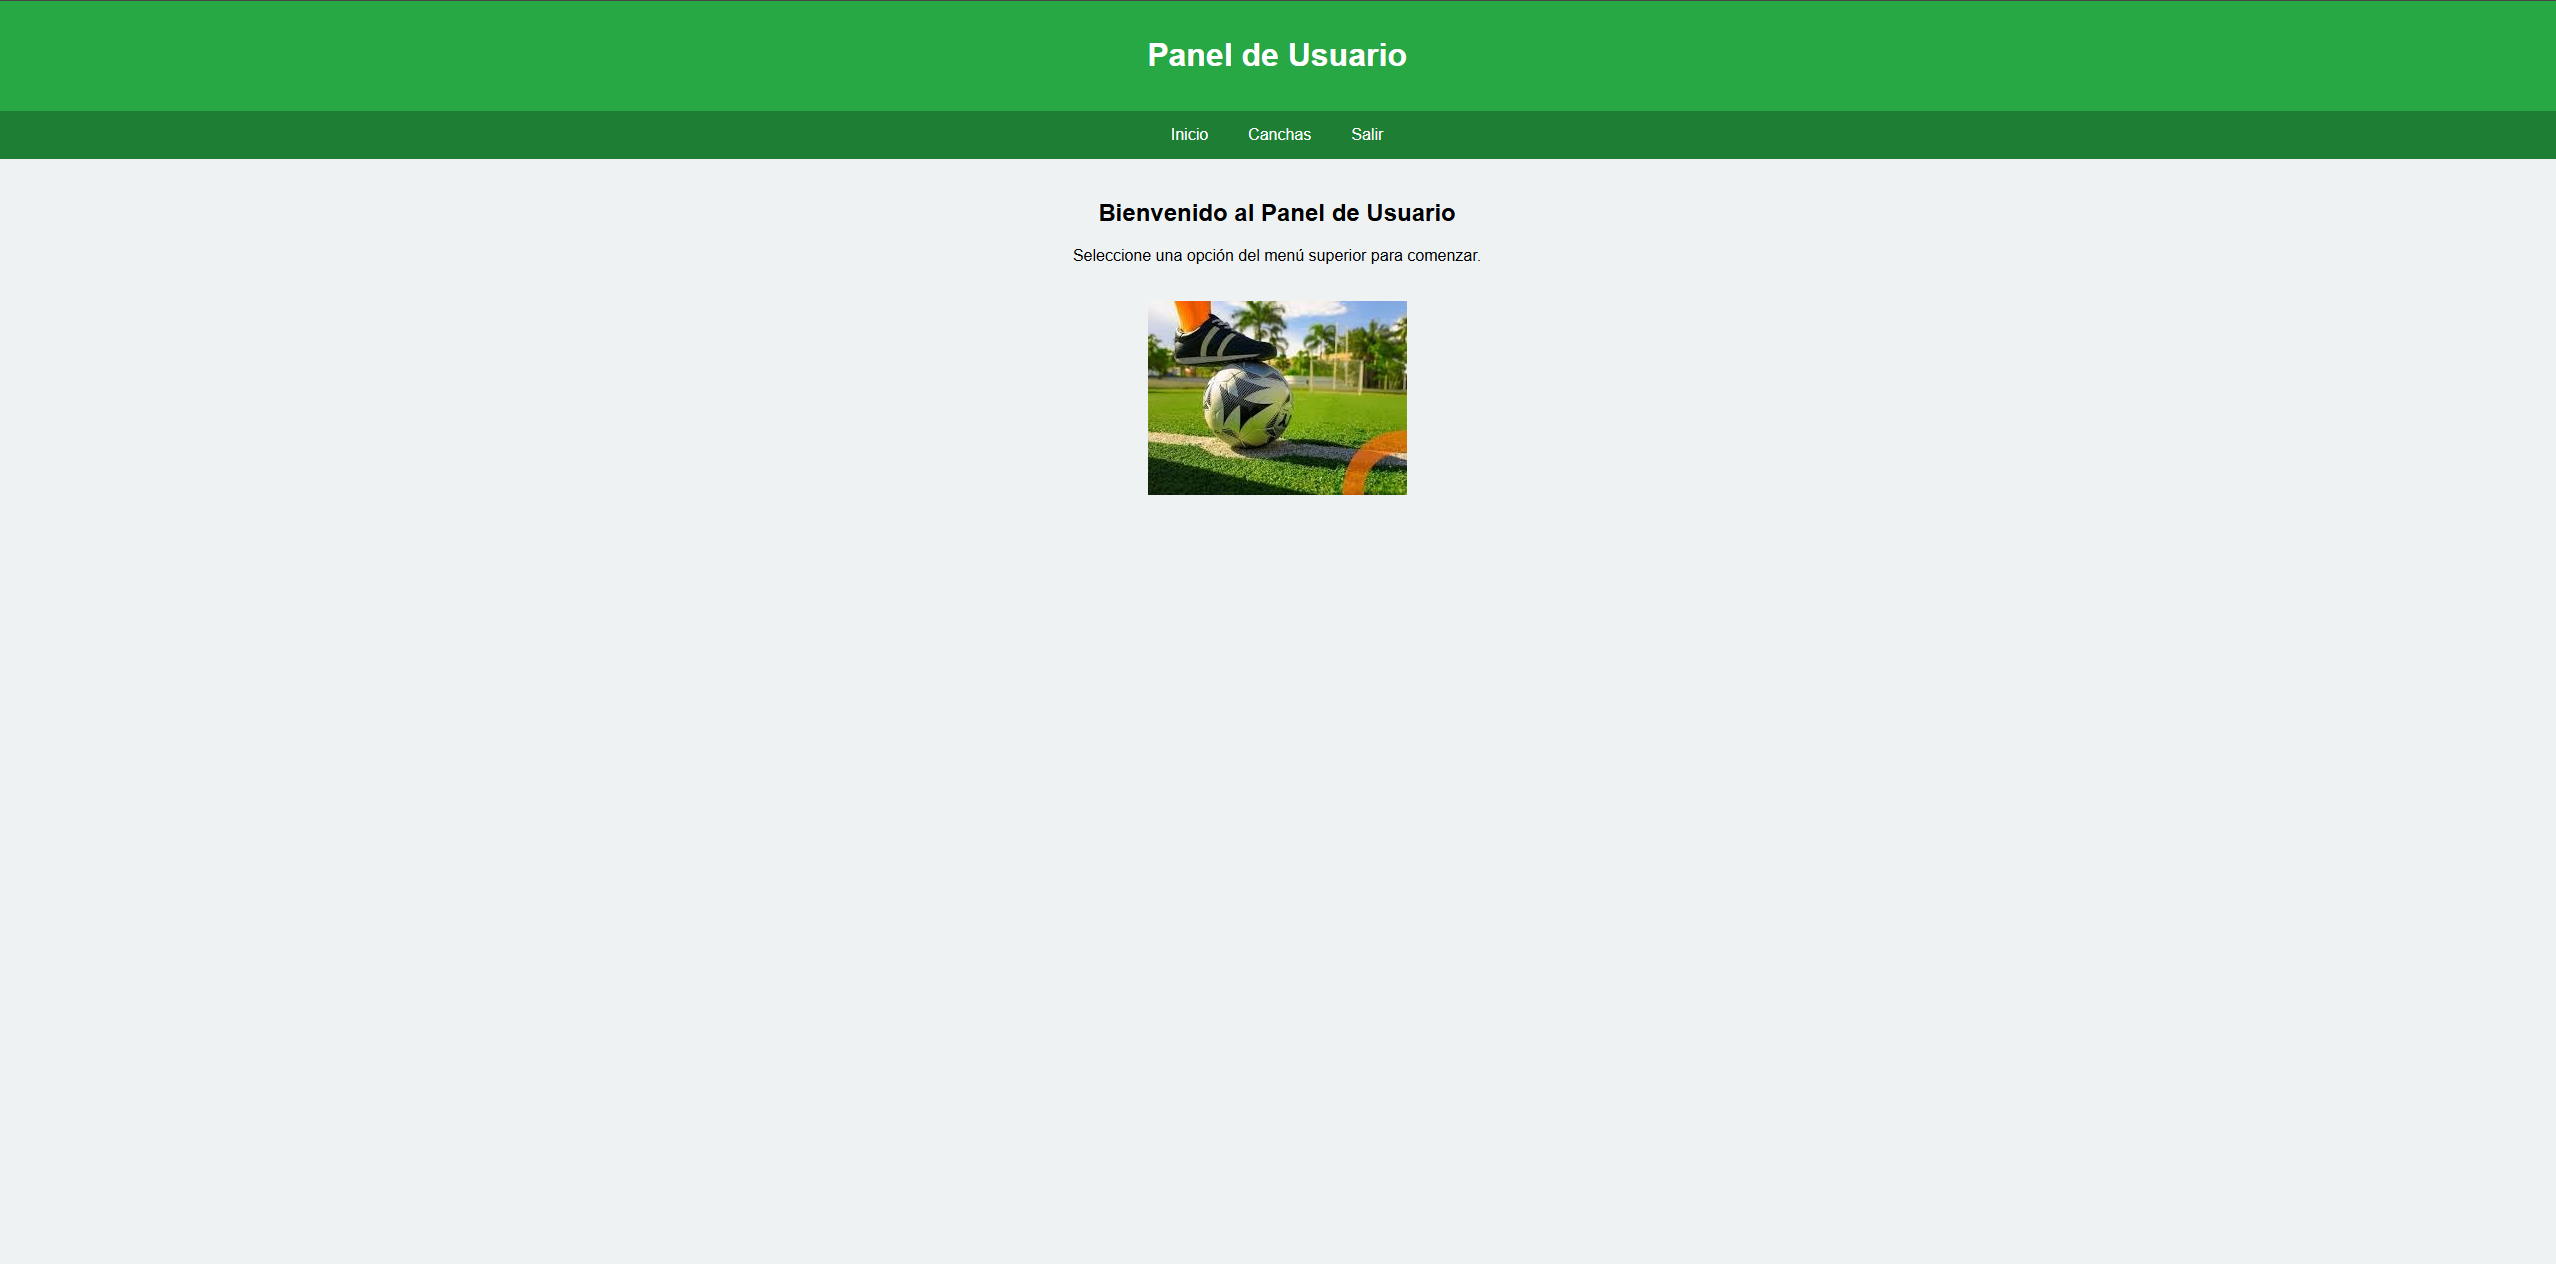 Panel de Usuario
Inicio Canchas Salir
Bienvenido al Panel de Usuario
Seleccione una opción del menú superior para comenzar.